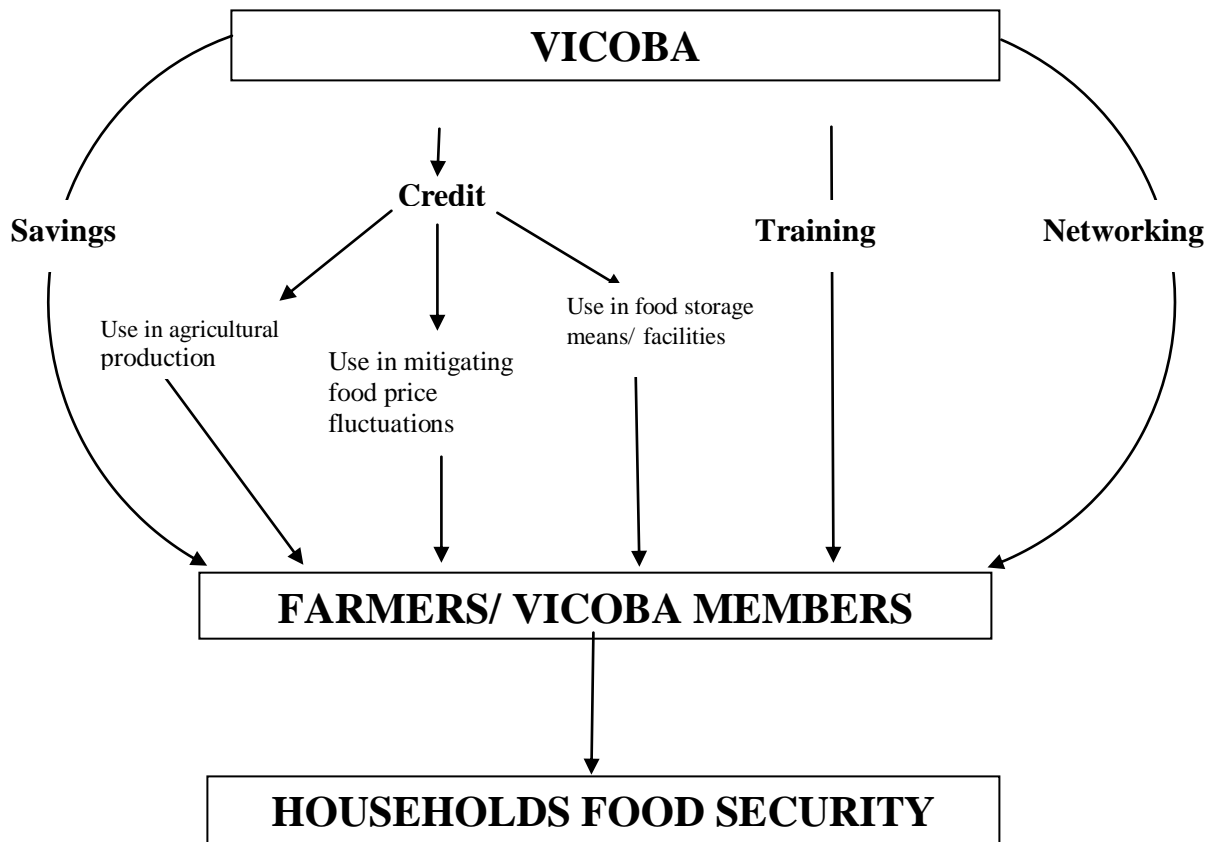 VICOBA
Credit
Savings
Training
Networking
Use in agricultural
production
Use in mitigating
food price
fluctuations
Use in food storage
means/ facilities
FARMERS/ VICOBA MEMBERS
HOUSEHOLDS FOOD SECURITY